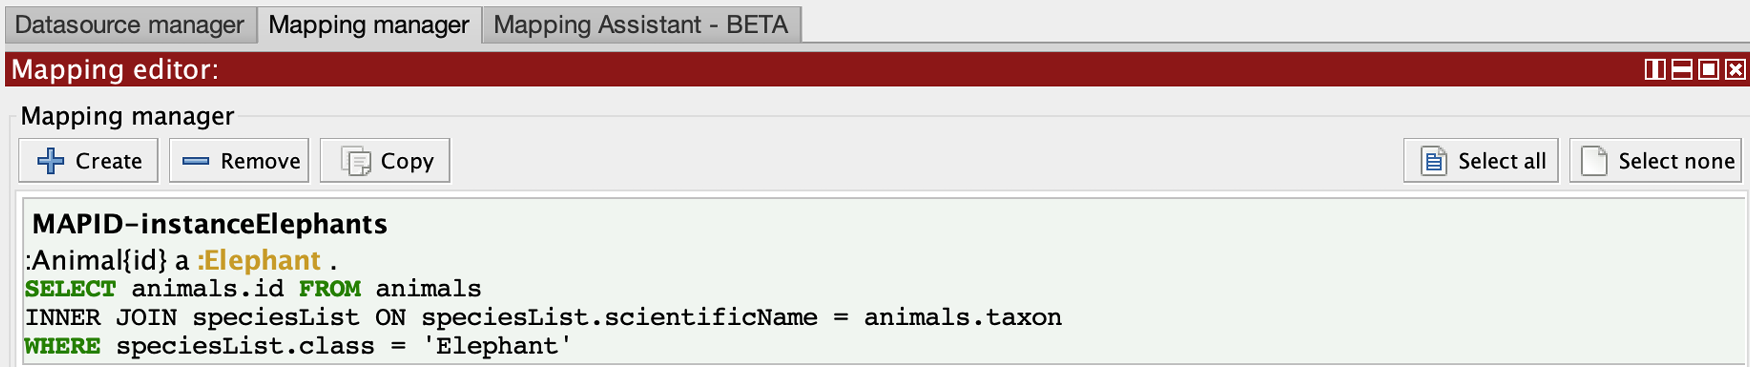 Datasource manager Mapping manager Mapping Assistant - BETA
Mapping editor:
Mapping manager
Create Remove Copy Select all Select none
MAPID-instanceElephants
:Animal{id} a :Elephant .
SELECT animals.id FROM animals
INNER JOIN speciesList ON speciesList.scientificName = animals.taxon
WHERE speciesList.class = 'Elephant'